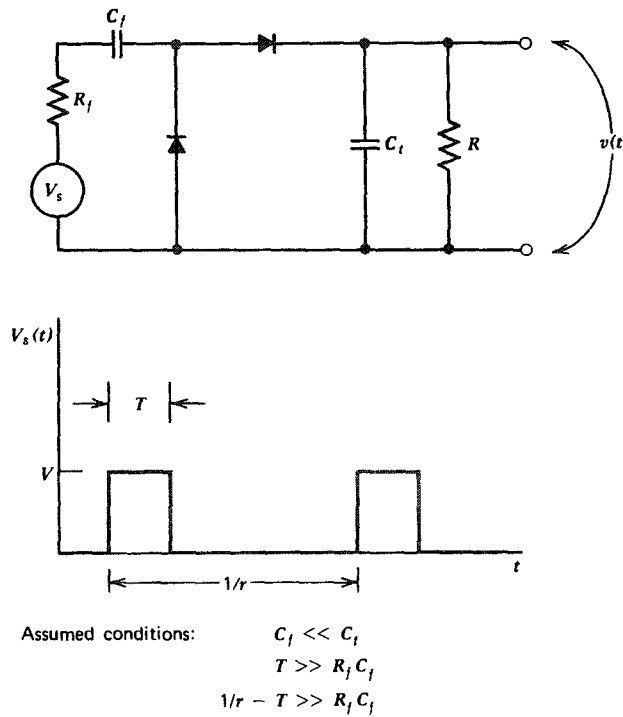 C_f
R_f
V_s
C_t
R
v(t
V_s(t)
T
V
t
1/r
Assumed conditions:
C_f << C_t
T >> R_f C_f
1/r − T >> R_f C_f